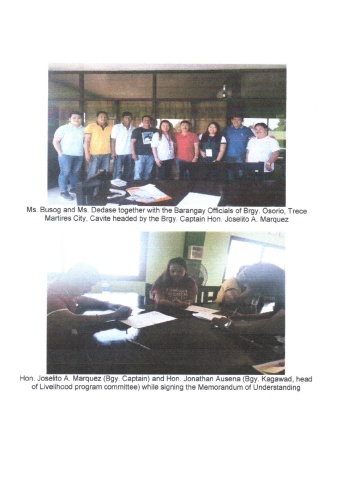 Ms. Busog and Ms. Dedase together with the Barangay Officials of Brgy. Osorio, Trece
Martires City, Cavite headed by the Brgy. Captain Hon. Joselito A. Marquez
Hon. Joselito A. Marquez (Bgy. Captain) and Hon. Jonathan Ausena (Bgy. Kagawad, head
of Livelihood program committee) while signing the Memorandum of Understanding